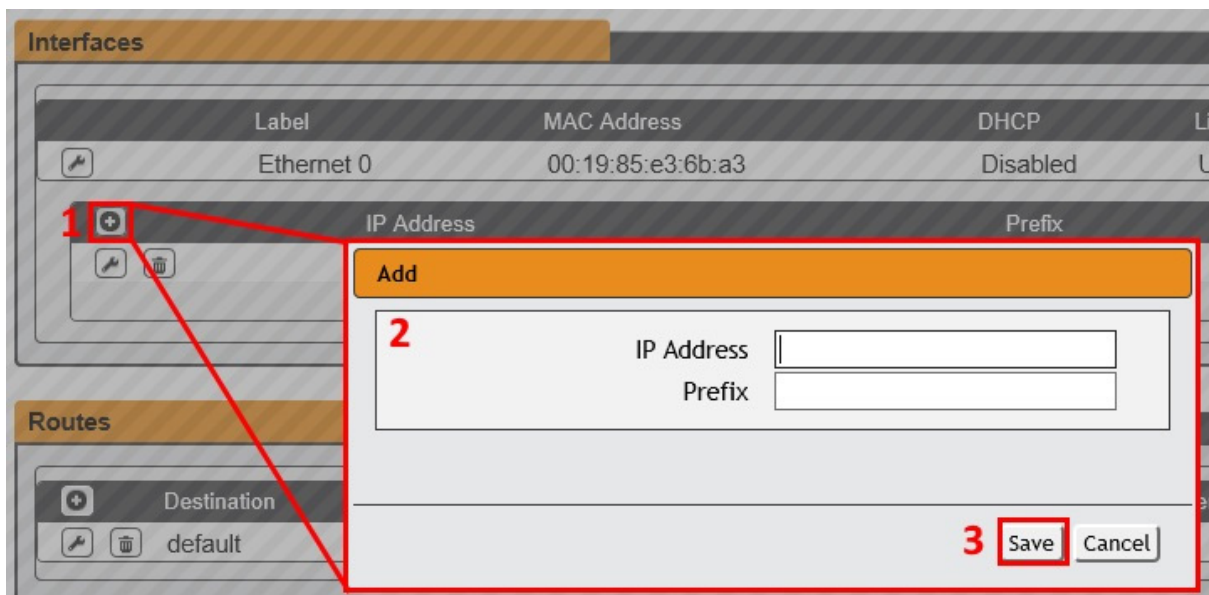 Interfaces
Label MAC Address DHCP
Ethernet 0 00:19:85:e3:6b:a3 Disabled
1 IP Address Prefix
Add
2
IP Address
Prefix
Routes
Destination
default
3 Save Cancel